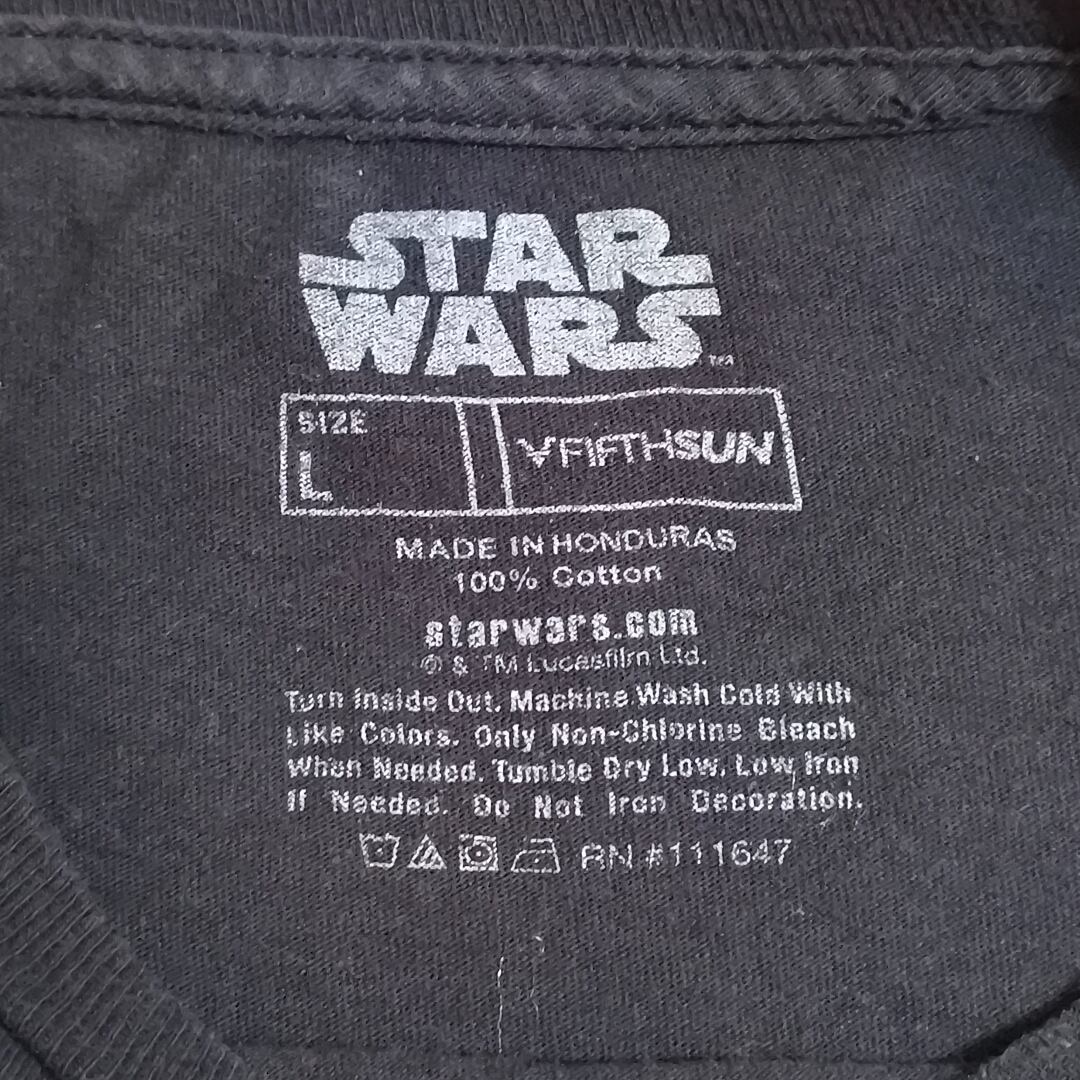 STAR
WARS™
SIZE
L
FIFTHSUN
MADE IN HONDURAS
100% Cotton
starwars.com
© & TM Lucasfilm Ltd.
Turn Inside Out. Machine Wash Cold With
Like Colors. Only Non-Chlorine Bleach
When Needed. Tumble Dry Low. Low Iron
If Needed. Do Not Iron Decoration.
RN #111647